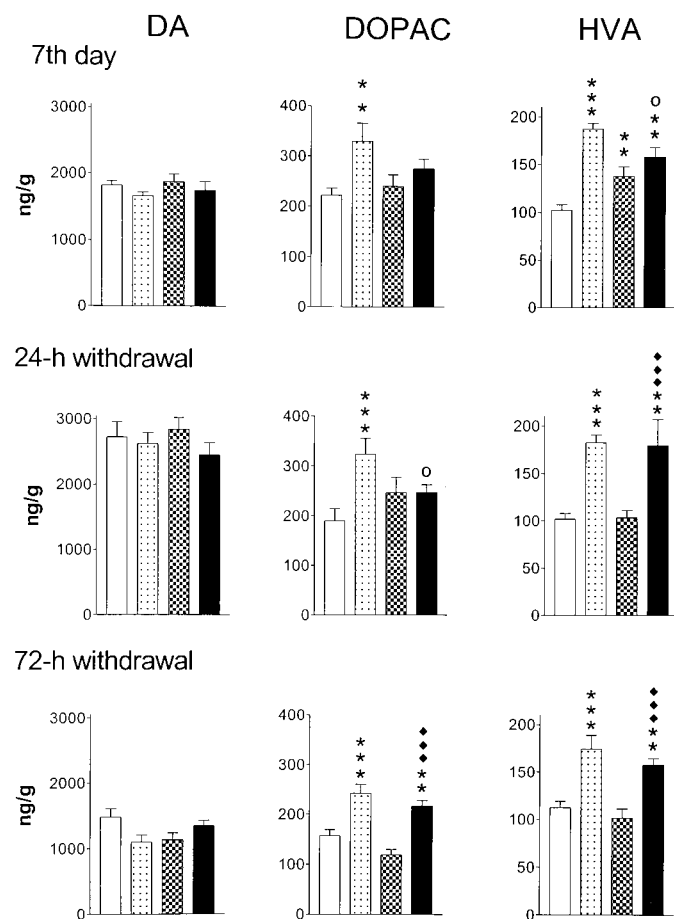 DA DOPAC HVA
7th day
3000 2000 1000 0 ng/g
400 300 200 100 0 * *
200 150 100 50 0 * * * * * o * *
24-h withdrawal
3000 2000 1000 0 ng/g
400 300 200 100 0 * * * o
200 150 100 50 0 * * * ◆ ◆ ◆ * *
72-h withdrawal
3000 2000 1000 0 ng/g
400 300 200 100 0 * * * ◆ ◆ ◆ * *
200 150 100 50 0 * * * ◆ ◆ ◆ * *